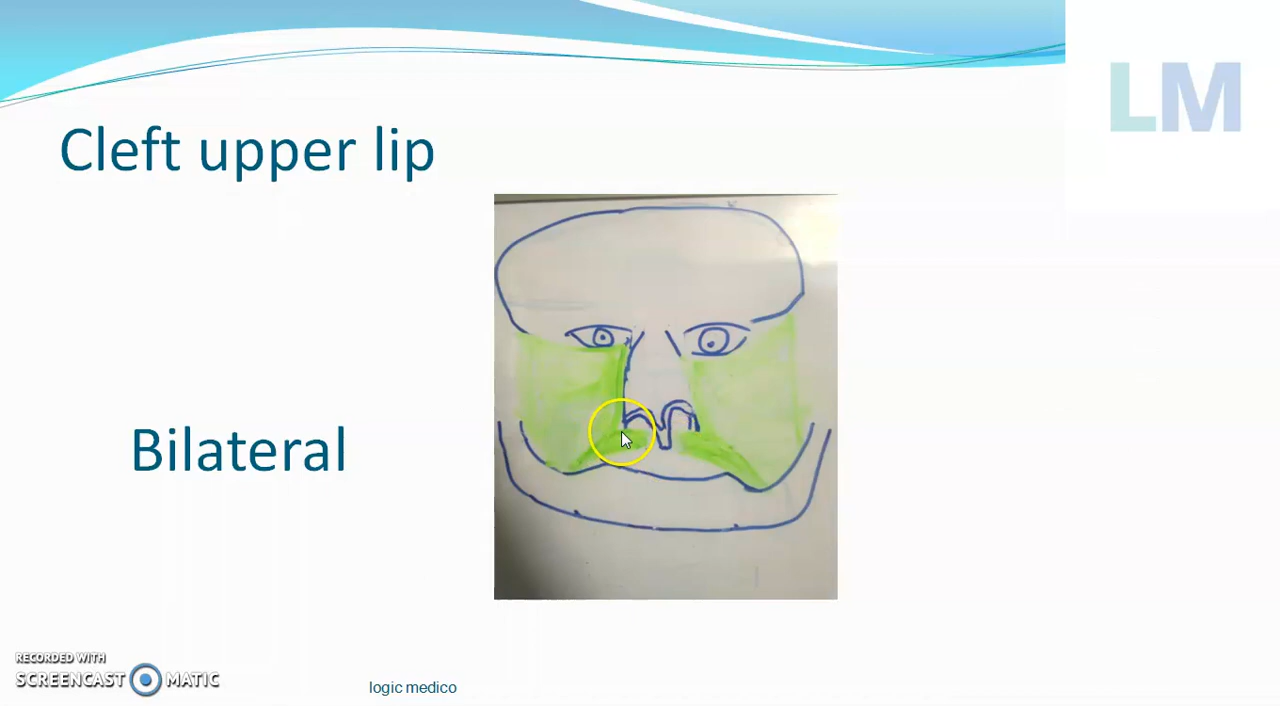 LM
Cleft upper lip
Bilateral
RECORDED WITH
SCREENCAST MATIC
logic medico